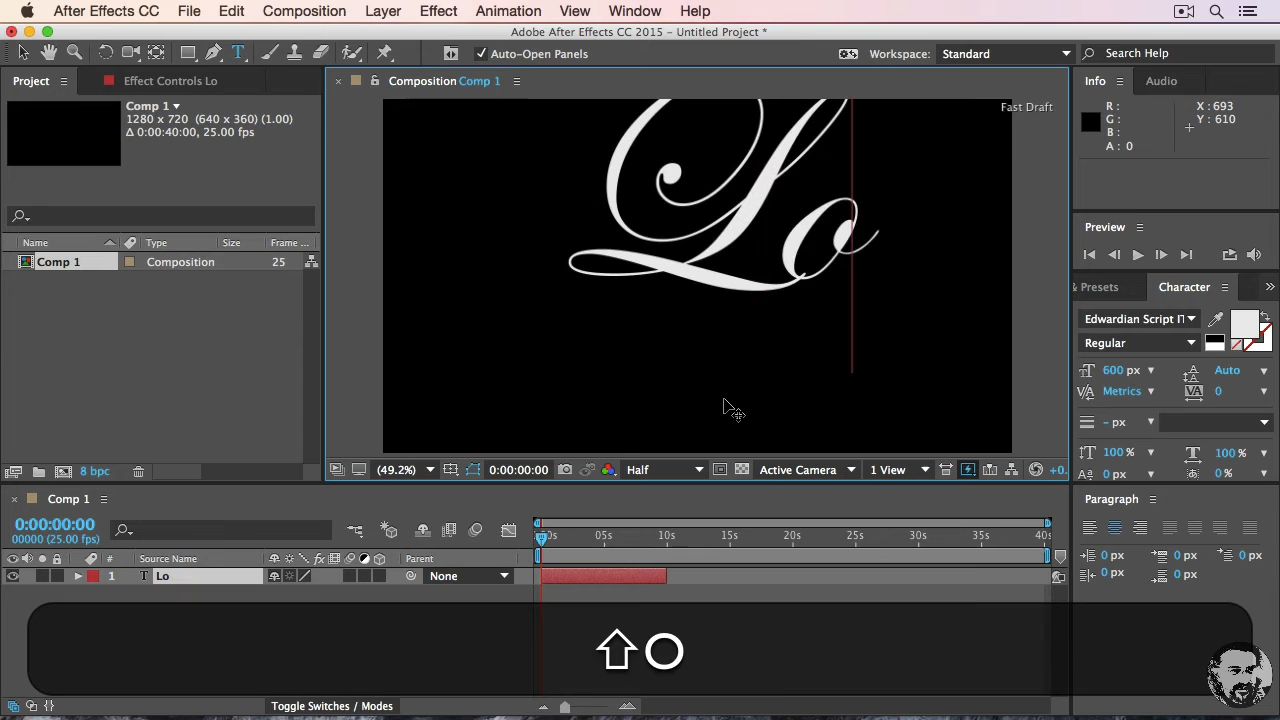 After Effects CC File Edit Composition Layer Effect Animation View Window Help
Adobe After Effects CC 2015 - Untitled Project *
Auto-Open Panels Workspace: Standard Search Help
Project Effect Controls Lo
Composition Comp 1
Info Audio
Comp 1
1280 x 720 (640 x 360) (1.00)
Δ 0:00:40:00, 25.00 fps
Fast Draft
R:
G:
B:
A: 0
X: 693
Y: 610
Lo
Preview
Name Type Size Frame ...
Comp 1 Composition 25
& Presets Character
Edwardian Script IT
Regular
600 px Auto
Metrics 0
- px
100 % 100 %
0 px 0 %
8 bpc
(49.2%) 0:00:00:00 Half Active Camera 1 View +0.
Comp 1
Paragraph
0:00:00:00
00000 (25.00 fps)
:00s 05s 10s 15s 20s 25s 30s 35s 40s
# Source Name Parent
1 T Lo None
0 px 0 px 0 px
0 px 0 px
⇧O
Toggle Switches / Modes